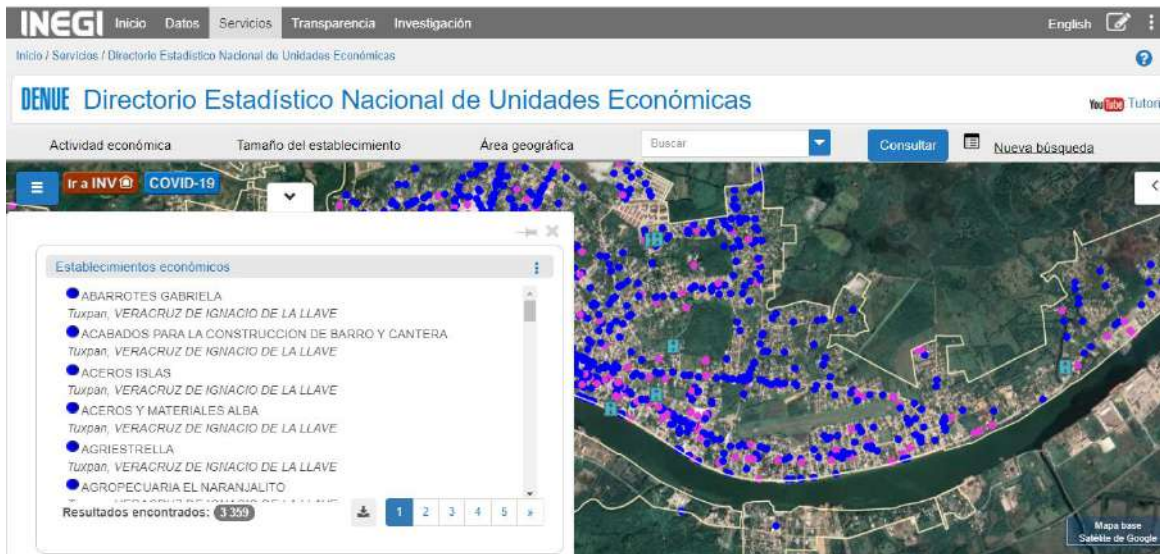 INEGI Inicio Datos Servicios Transparencia Investigación English
Inicio / Servicios / Directorio Estadístico Nacional de Unidades Económicas
DENUE Directorio Estadístico Nacional de Unidades Económicas
YouTube Tutori
Actividad económica Tamaño del establecimiento Área geográfica Buscar Consultar Nueva búsqueda
Ir a INV COVID-19
Establecimientos económicos
ABARROTES GABRIELA
Tuxpan, VERACRUZ DE IGNACIO DE LA LLAVE
ACABADOS PARA LA CONSTRUCCION DE BARRO Y CANTERA
Tuxpan, VERACRUZ DE IGNACIO DE LA LLAVE
ACEROS ISLAS
Tuxpan, VERACRUZ DE IGNACIO DE LA LLAVE
ACEROS Y MATERIALES ALBA
Tuxpan, VERACRUZ DE IGNACIO DE LA LLAVE
AGRIESTRELLA
Tuxpan, VERACRUZ DE IGNACIO DE LA LLAVE
AGROPECUARIA EL NARANJALITO
Resultados encontrados: 3 359 1 2 3 4 5 »
Mapa base
Satélite de Google